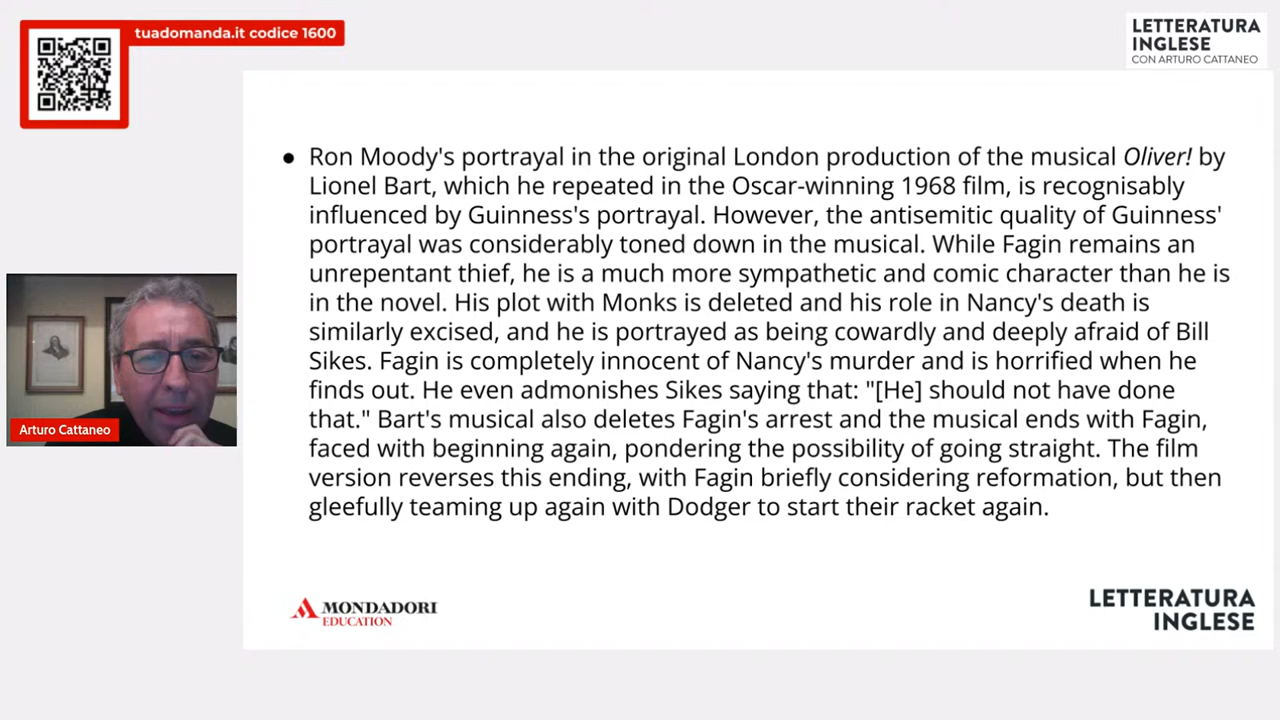 tuadomanda.it codice 1600
LETTERATURA
INGLESE
CON ARTURO CATTANEO
● Ron Moody's portrayal in the original London production of the musical Oliver! by
Lionel Bart, which he repeated in the Oscar-winning 1968 film, is recognisably
influenced by Guinness's portrayal. However, the antisemitic quality of Guinness'
portrayal was considerably toned down in the musical. While Fagin remains an
unrepentant thief, he is a much more sympathetic and comic character than he is
in the novel. His plot with Monks is deleted and his role in Nancy's death is
similarly excised, and he is portrayed as being cowardly and deeply afraid of Bill
Sikes. Fagin is completely innocent of Nancy's murder and is horrified when he
finds out. He even admonishes Sikes saying that: "[He] should not have done
that." Bart's musical also deletes Fagin's arrest and the musical ends with Fagin,
faced with beginning again, pondering the possibility of going straight. The film
version reverses this ending, with Fagin briefly considering reformation, but then
gleefully teaming up again with Dodger to start their racket again.
Arturo Cattaneo
MONDADORI
EDUCATION
LETTERATURA
INGLESE